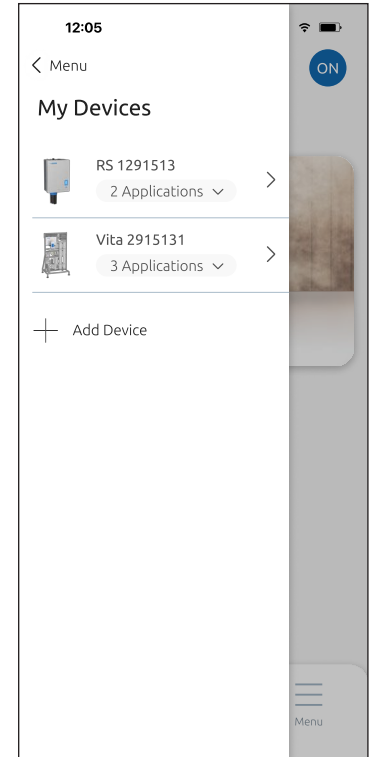 12:05
Menu
ON
My Devices
RS 1291513
2 Applications
Vita 2915131
3 Applications
Add Device
Menu